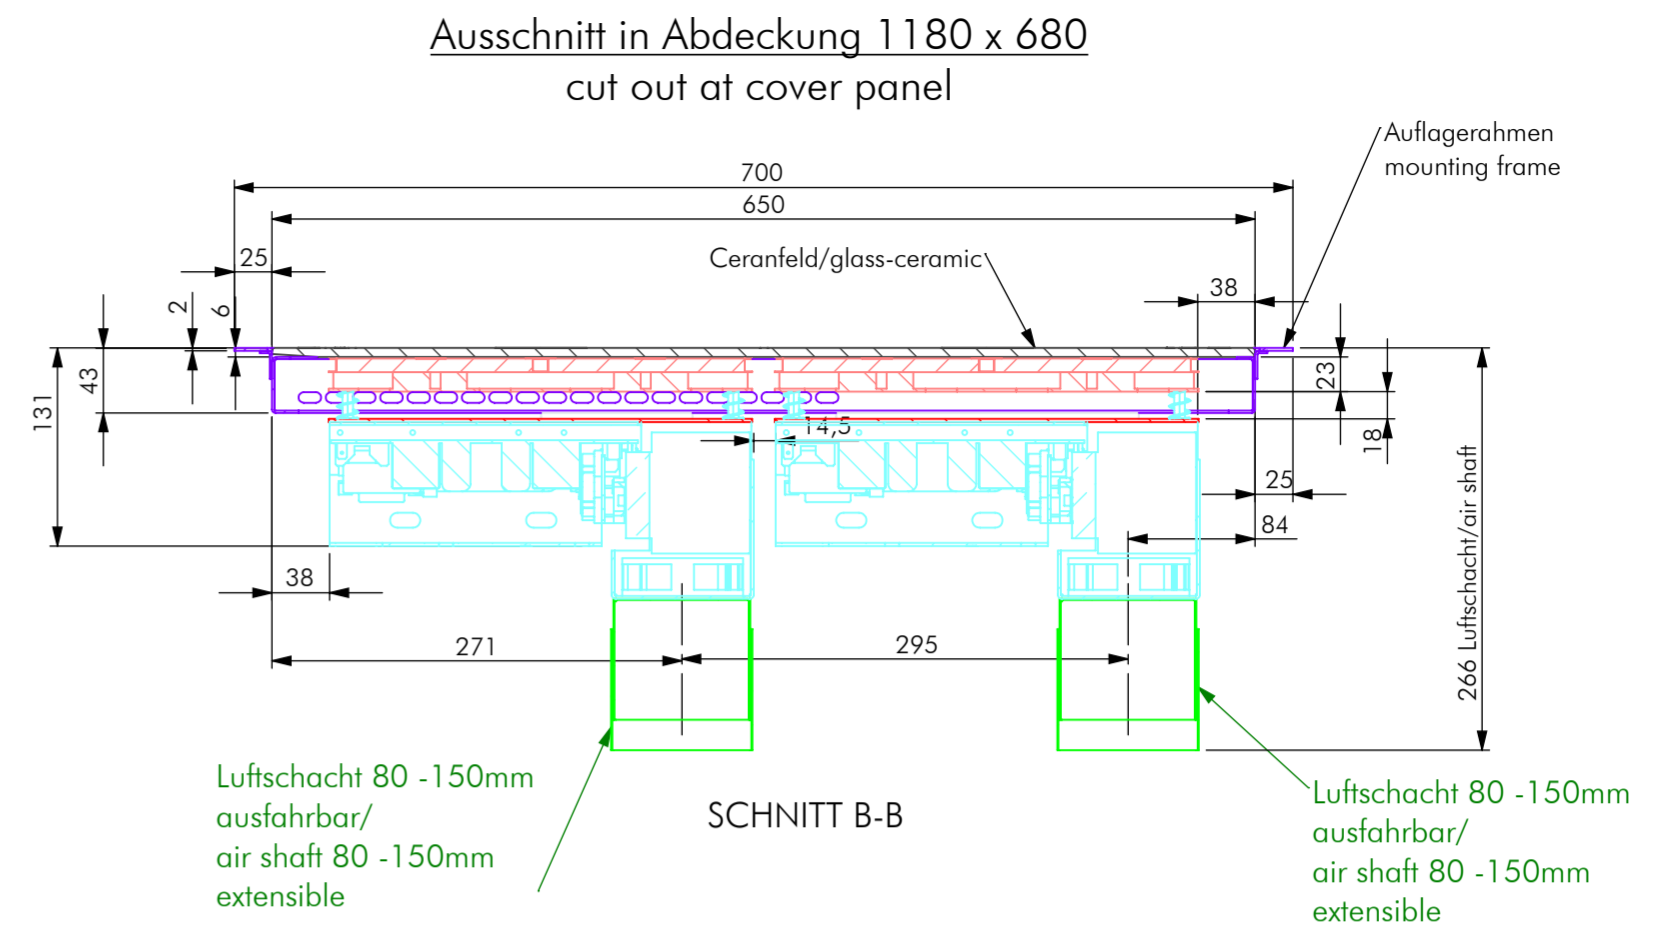 Ausschnitt in Abdeckung 1180 x 680
cut out at cover panel
Auflagerahmen
mounting frame
700
650
25
Ceranfeld/glass-ceramic
38
2
6
43
131
23
18
14,5
25
84
266 Luftschacht/air shaft
38
271
295
Luftschacht 80 -150mm
ausfahrbar/
air shaft 80 -150mm
extensible
SCHNITT B-B
Luftschacht 80 -150mm
ausfahrbar/
air shaft 80 -150mm
extensible